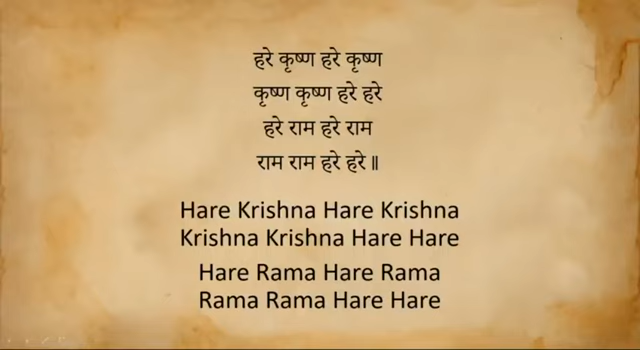 हरे कृष्ण हरे कृष्ण
कृष्ण कृष्ण हरे हरे
हरे राम हरे राम
राम राम हरे हरे ॥
Hare Krishna Hare Krishna
Krishna Krishna Hare Hare
Hare Rama Hare Rama
Rama Rama Hare Hare